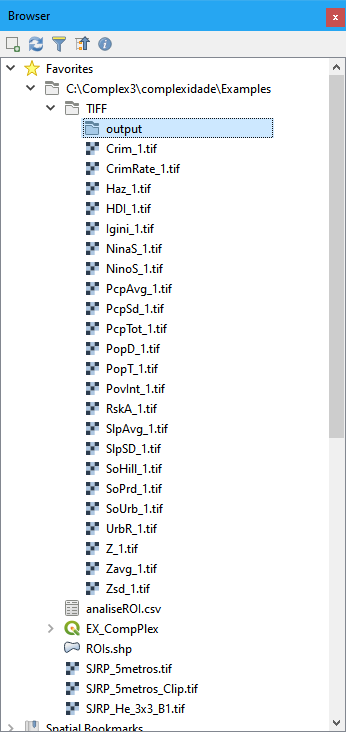 Browser
Favorites
C:\Complex3\complexidade\Examples
TIFF
output
Crim_1.tif
CrimRate_1.tif
Haz_1.tif
HDI_1.tif
Igini_1.tif
NinaS_1.tif
NinoS_1.tif
PcpAvg_1.tif
PcpSd_1.tif
PcpTot_1.tif
PopD_1.tif
PopT_1.tif
PovInt_1.tif
RskA_1.tif
SlpAvg_1.tif
SlpSD_1.tif
SoHill_1.tif
SoPrd_1.tif
SoUrb_1.tif
UrbR_1.tif
Z_1.tif
Zavg_1.tif
Zsd_1.tif
analiseROI.csv
EX_CompPlex
ROIs.shp
SJRP_5metros.tif
SJRP_5metros_Clip.tif
SJRP_He_3x3_B1.tif
Spatial Bookmarks